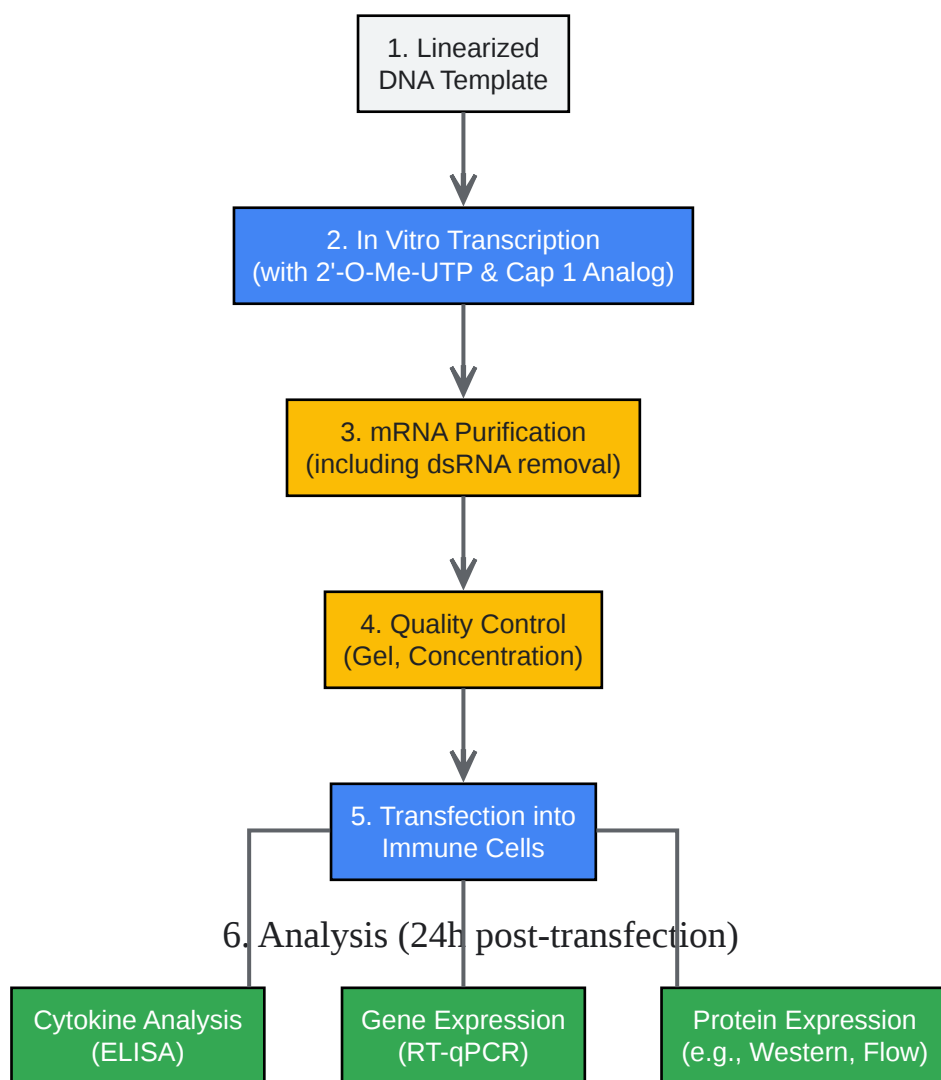 1. Linearized
DNA Template
2. In Vitro Transcription
(with 2'-O-Me-UTP & Cap 1 Analog)
3. mRNA Purification
(including dsRNA removal)
4. Quality Control
(Gel, Concentration)
5. Transfection into
Immune Cells
6. Analysis (24h post-transfection)
Cytokine Analysis
(ELISA)
Gene Expression
(RT-qPCR)
Protein Expression
(e.g., Western, Flow)